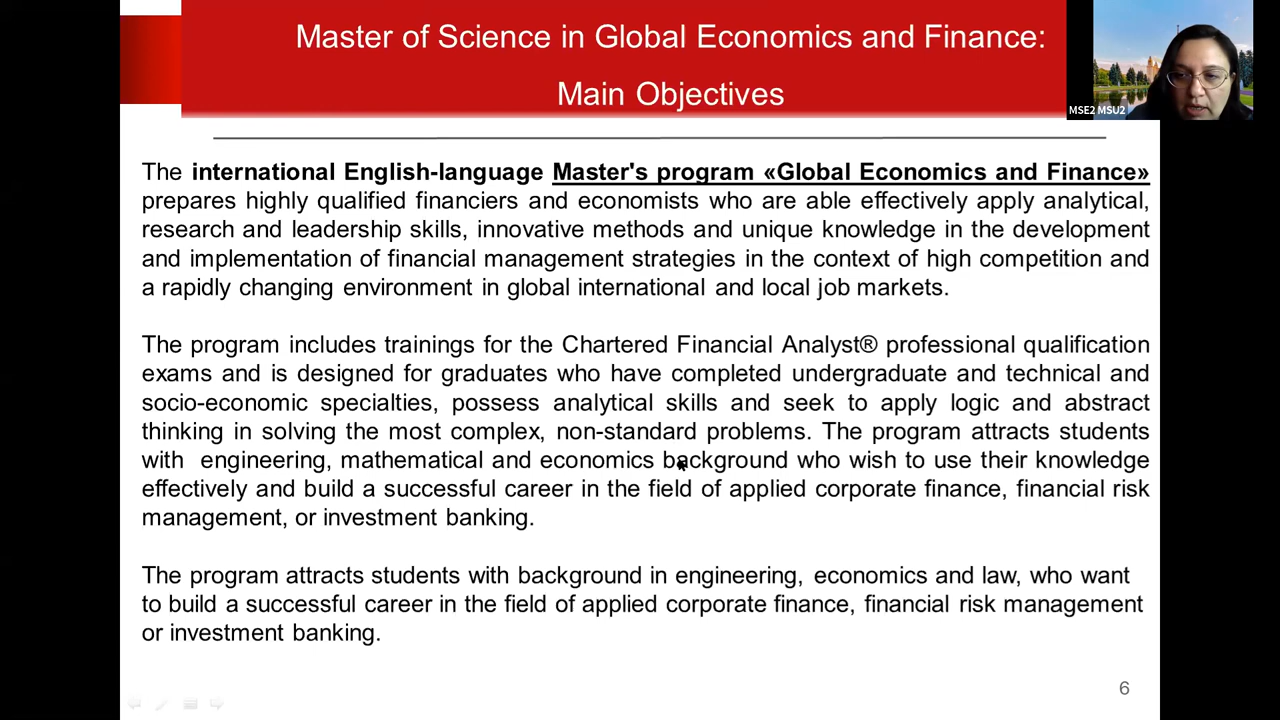 Master of Science in Global Economics and Finance:
Main Objectives
MSE2 MSU2
The international English-language Master's program «Global Economics and Finance»
prepares highly qualified financiers and economists who are able effectively apply analytical,
research and leadership skills, innovative methods and unique knowledge in the development
and implementation of financial management strategies in the context of high competition and
a rapidly changing environment in global international and local job markets.
The program includes trainings for the Chartered Financial Analyst® professional qualification
exams and is designed for graduates who have completed undergraduate and technical and
socio-economic specialties, possess analytical skills and seek to apply logic and abstract
thinking in solving the most complex, non-standard problems. The program attracts students
with engineering, mathematical and economics background who wish to use their knowledge
effectively and build a successful career in the field of applied corporate finance, financial risk
management, or investment banking.
The program attracts students with background in engineering, economics and law, who want
to build a successful career in the field of applied corporate finance, financial risk management
or investment banking.
6